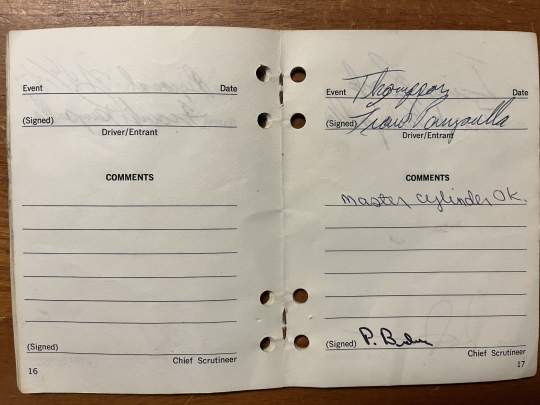 Event Date
(Signed)
Driver/Entrant
COMMENTS
(Signed)
Chief Scrutineer
16
Event Date
(Signed)
Driver/Entrant
COMMENTS
Master cylinder OK.
(Signed) P.
Chief Scrutineer
17